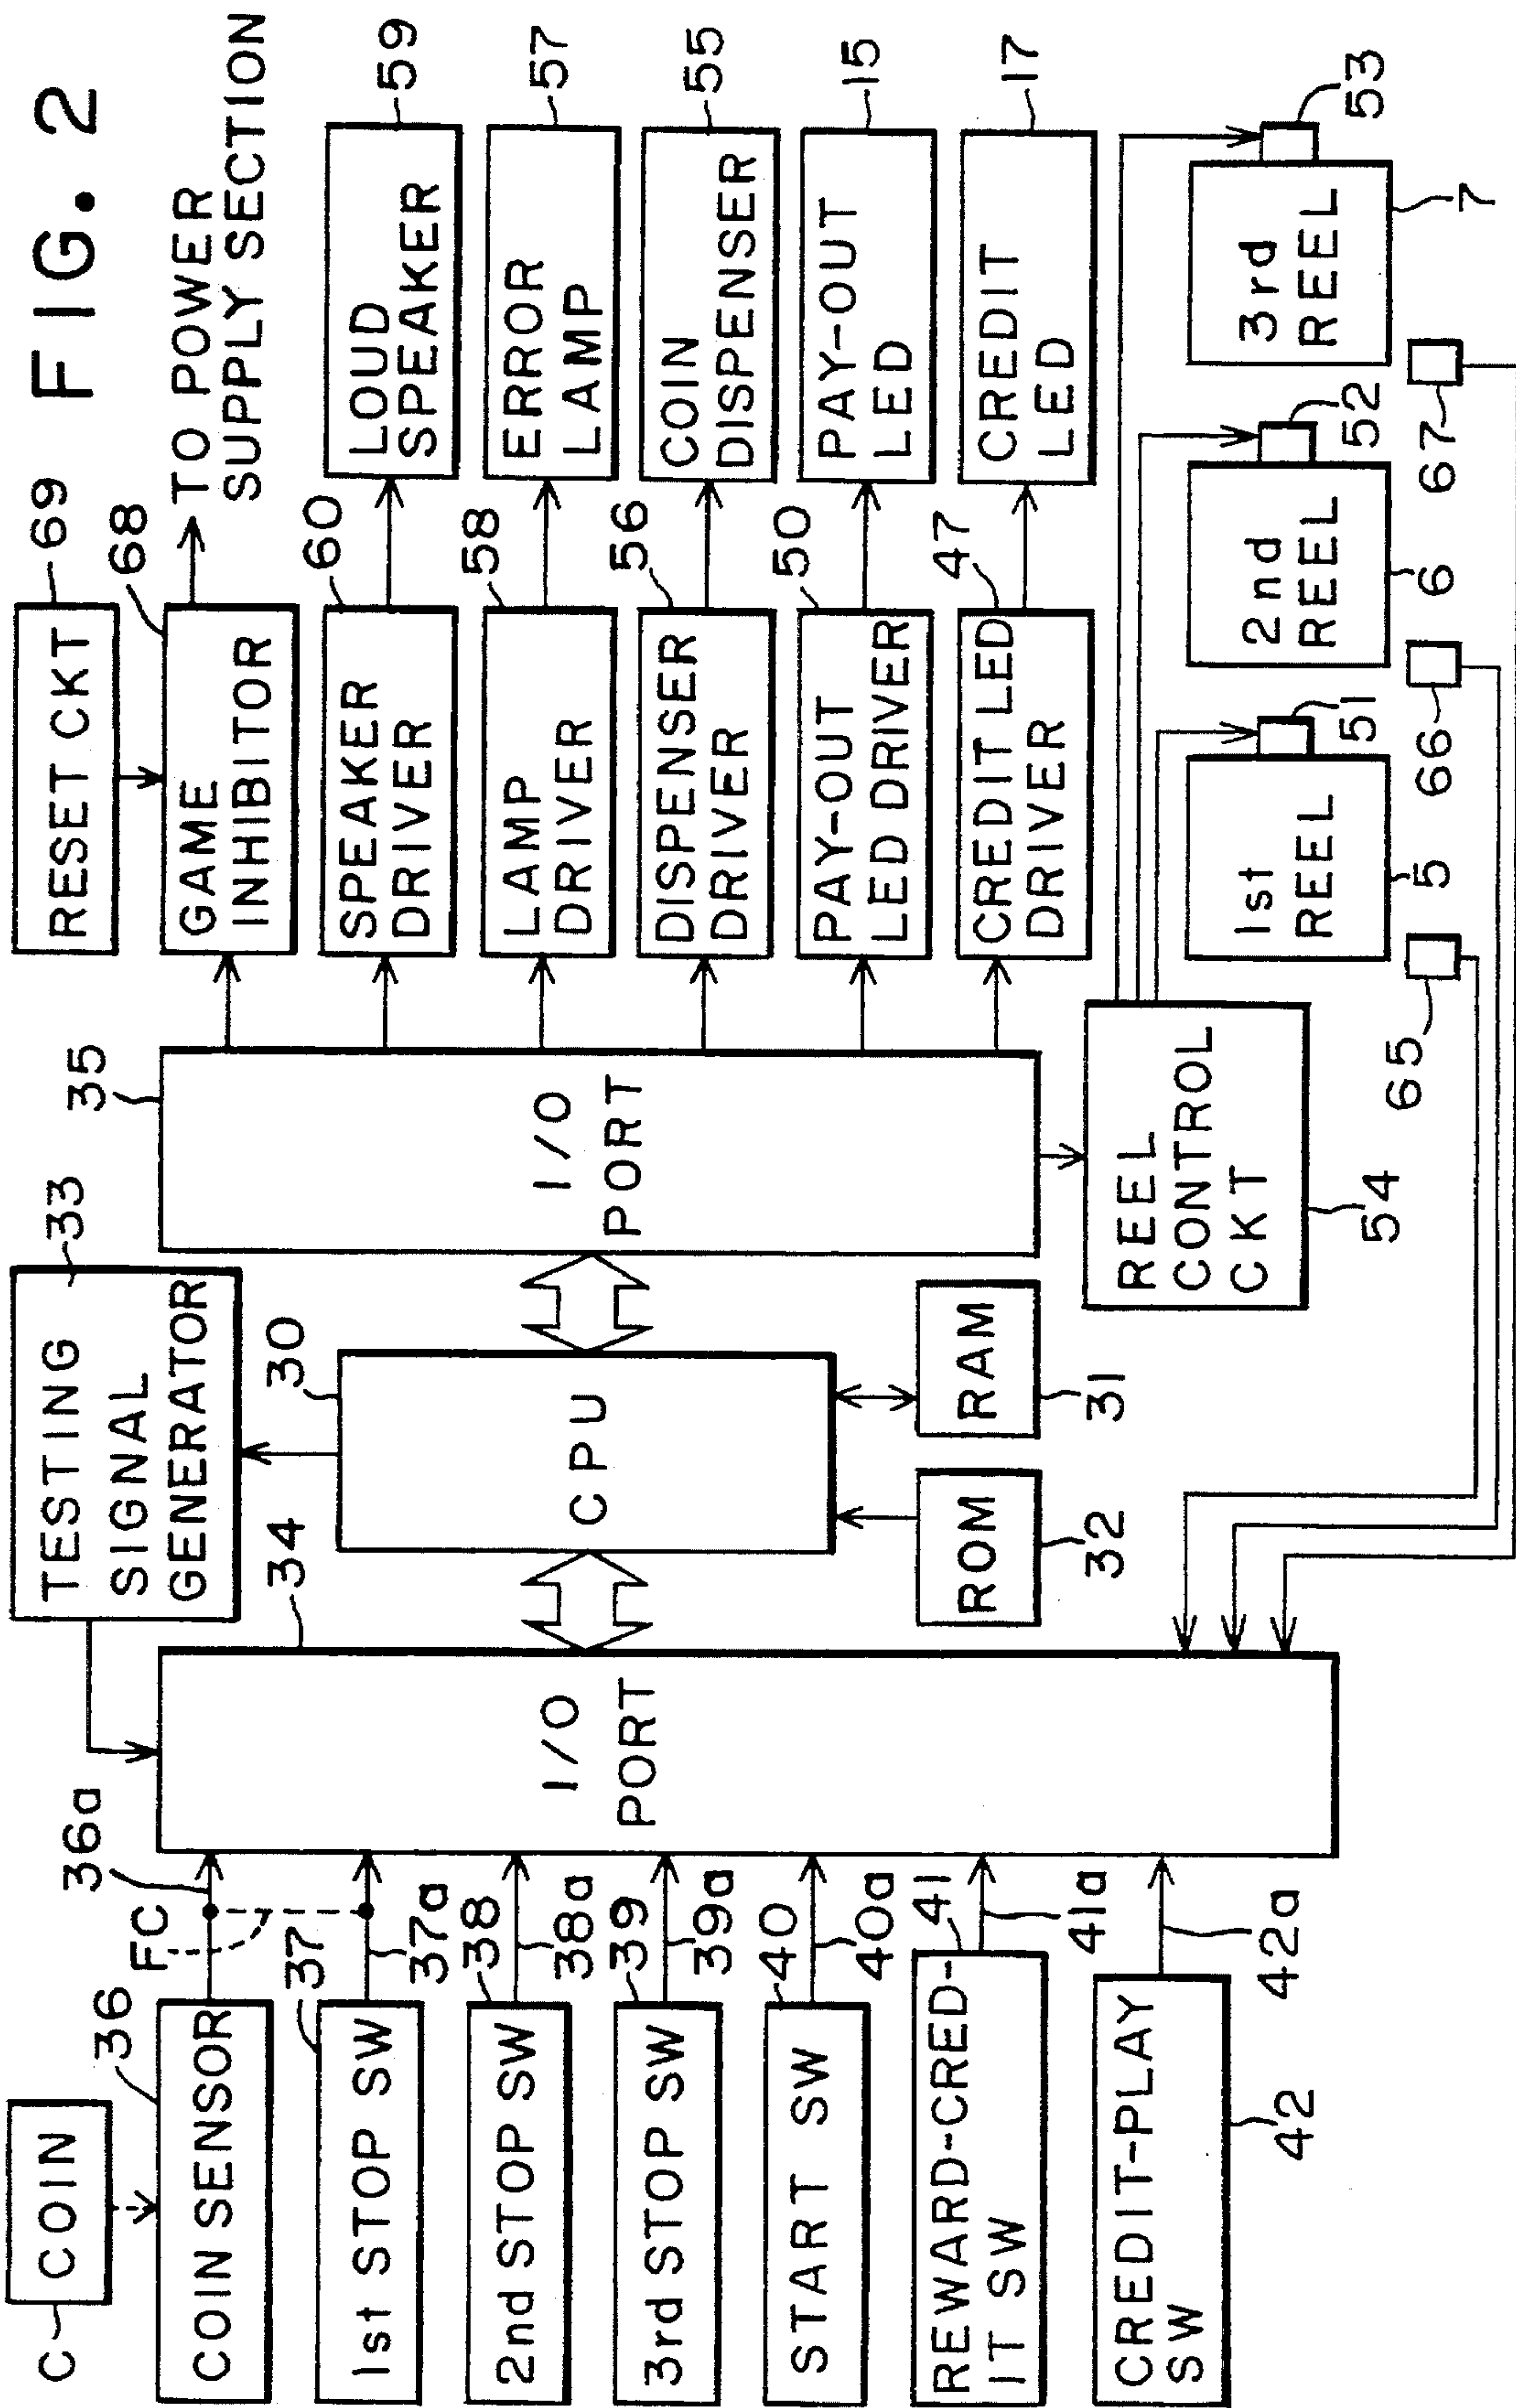 FIG. 2
C
COIN
36
COIN SENSOR
FC
36a
37
1st STOP SW
37a
38
2nd STOP SW
38a
39
3rd STOP SW
39a
40
START SW
40a
41
REWARD-CRED-
IT SW
41a
CREDIT-PLAY
SW
42
42a
34
I/O
PORT
TESTING
SIGNAL
GENERATOR
33
30
CPU
ROM
32
RAM
31
35
I/O
PORT
RESET CKT
69
68
GAME
INHIBITOR
TO POWER
SUPPLY SECTION
60
SPEAKER
DRIVER
LOUD
SPEAKER
59
58
LAMP
DRIVER
ERROR
LAMP
57
56
DISPENSER
DRIVER
COIN
DISPENSER
55
50
PAY-OUT
LED DRIVER
PAY-OUT
LED
15
47
CREDIT LED
DRIVER
CREDIT
LED
17
REEL
CONTROL
CKT
54
1st
REEL
51
5
65
2nd
REEL
52
6
66
3rd
REEL
53
7
67